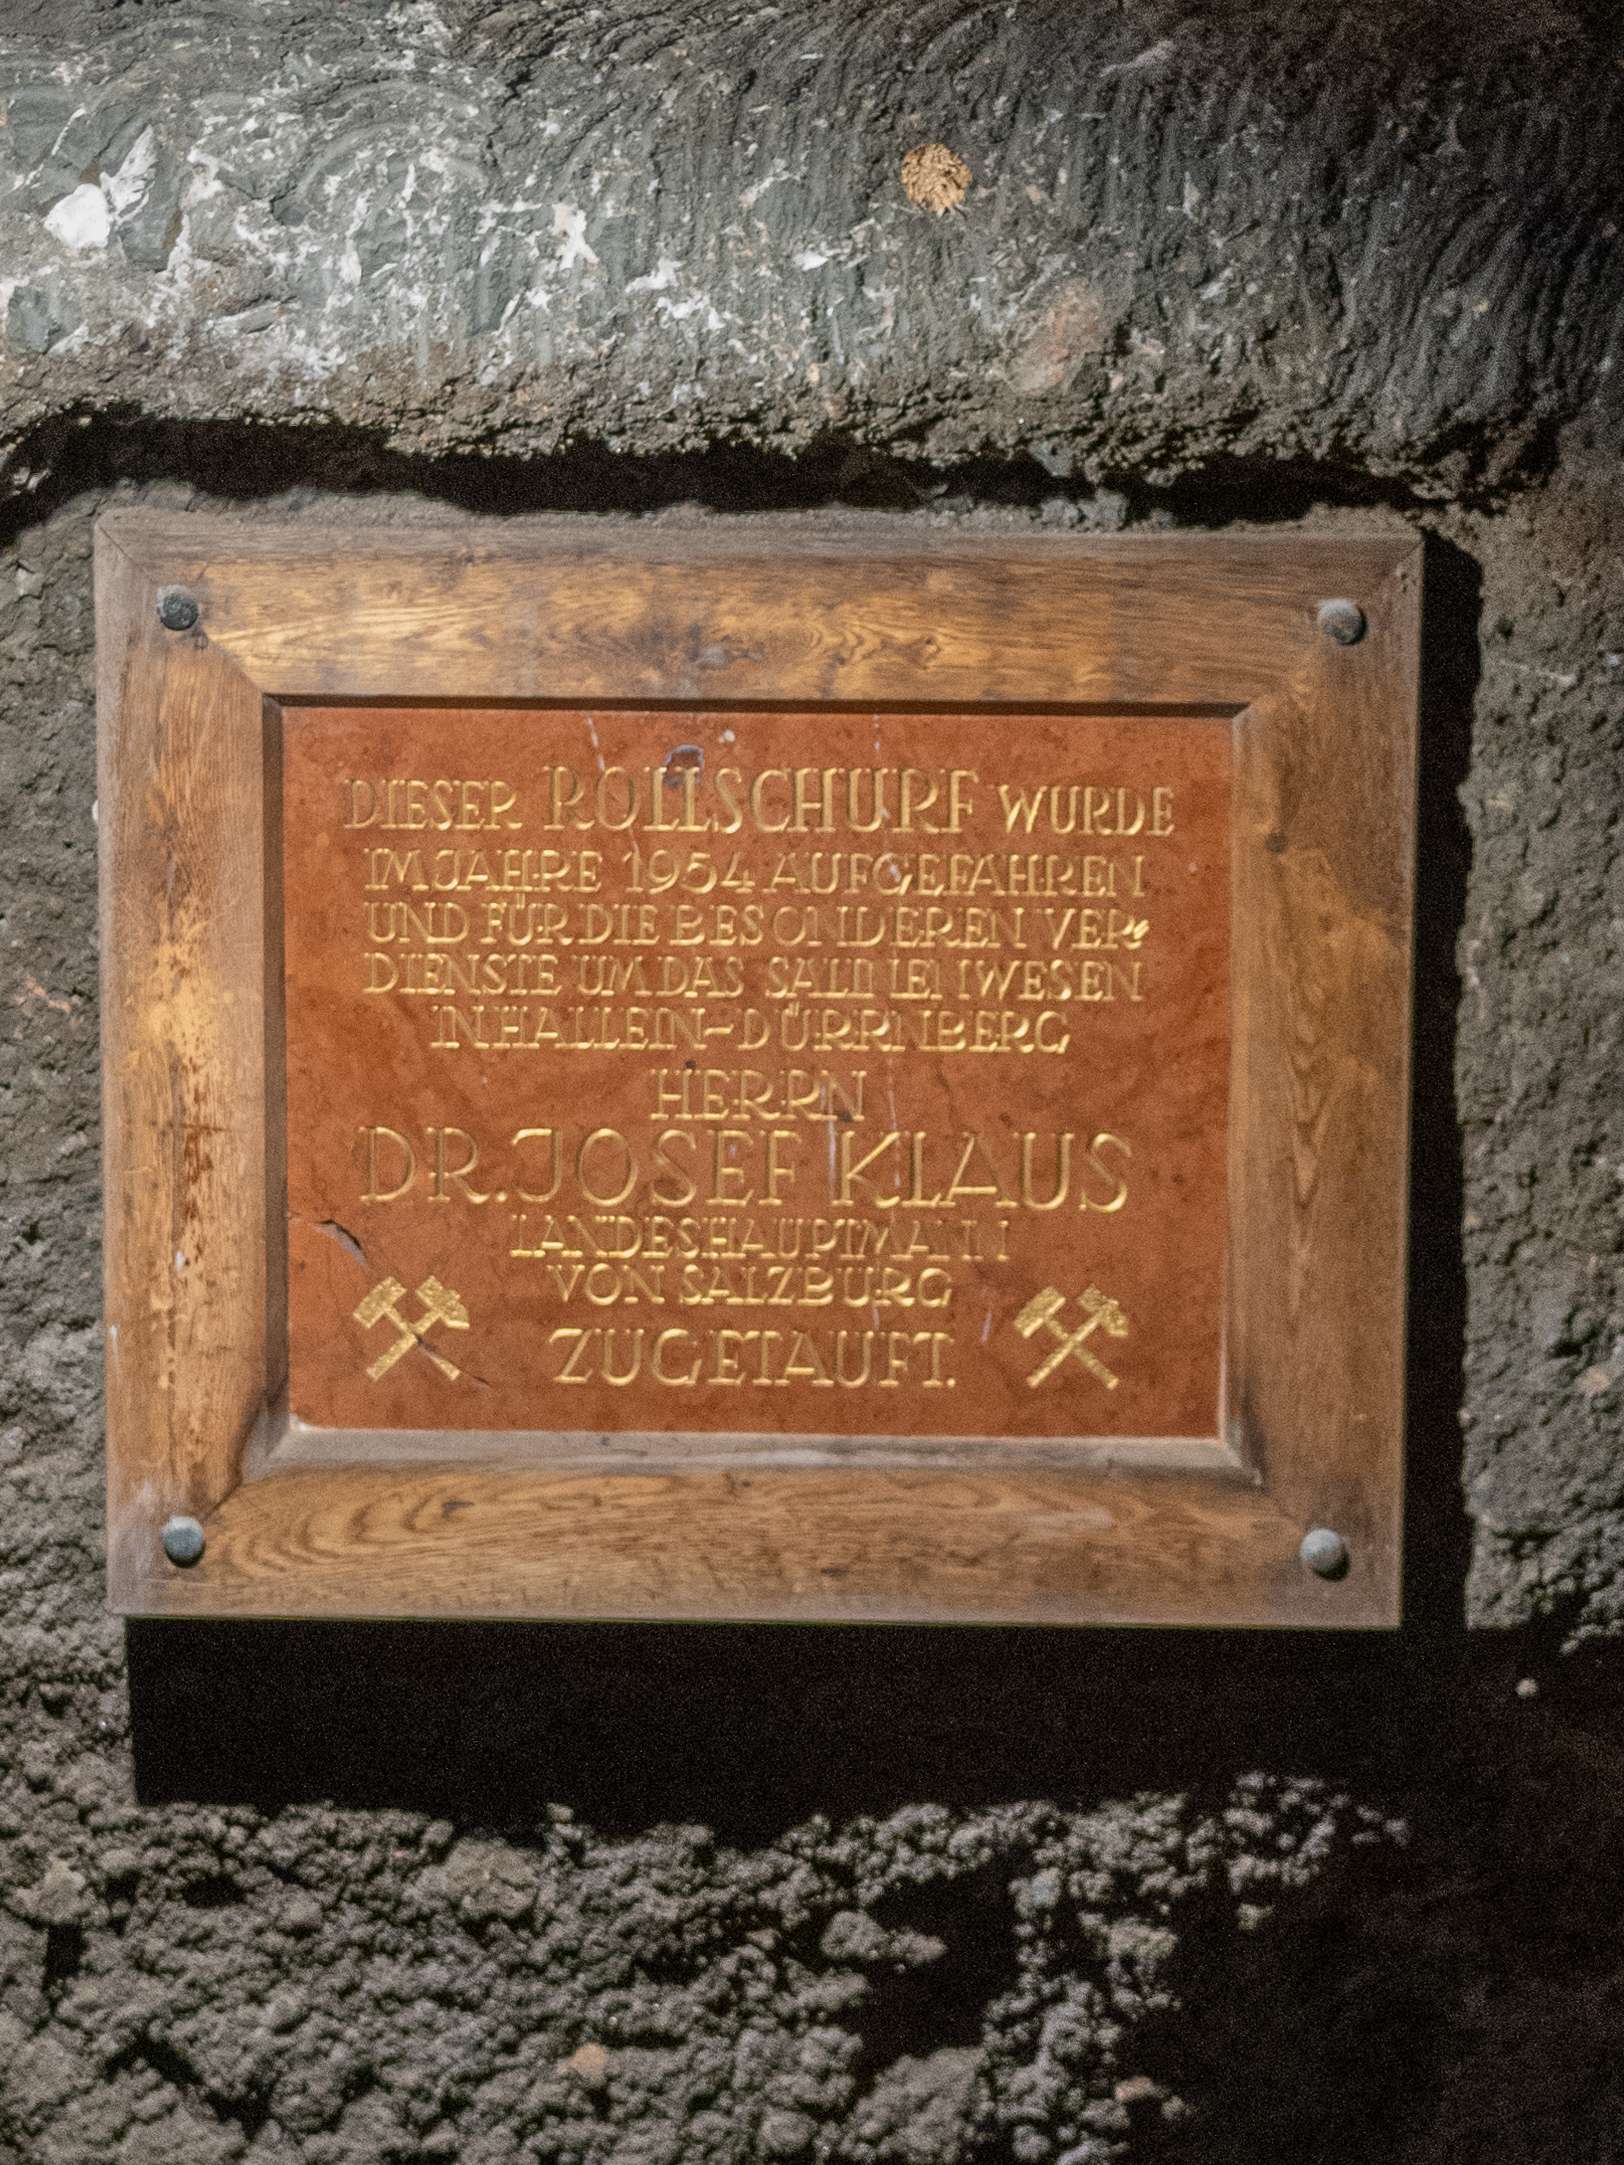 DIESER ROLLSCHURF WURDE
IM JAHRE 1954 AUFGEFAHREN
UND FÜR DIE BESONDEREN VER-
DIENSTE UM DAS SALINENWESEN
IN HALLEIN-DÜRRNBERG
HERRN
DR. JOSEF KLAUS
LANDESHAUPTMANN
VON SALZBURG
ZUGETAUFT.